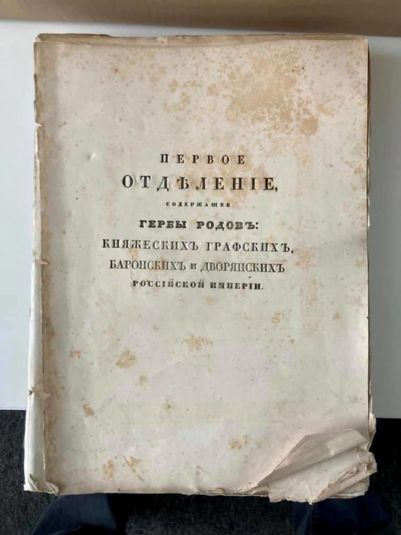 ПЕРВОЕ
ОТДѢЛЕНІЕ,
СОДЕРЖАЩЕЕ
ГЕРБЫ РОДОВЪ:
КНЯЖЕСКИХЪ ГРАФСКИХЪ,
БАРОНСКИХЪ и ДВОРЯНСКИХЪ
РОССІЙСКОЙ ИМПЕРІИ.